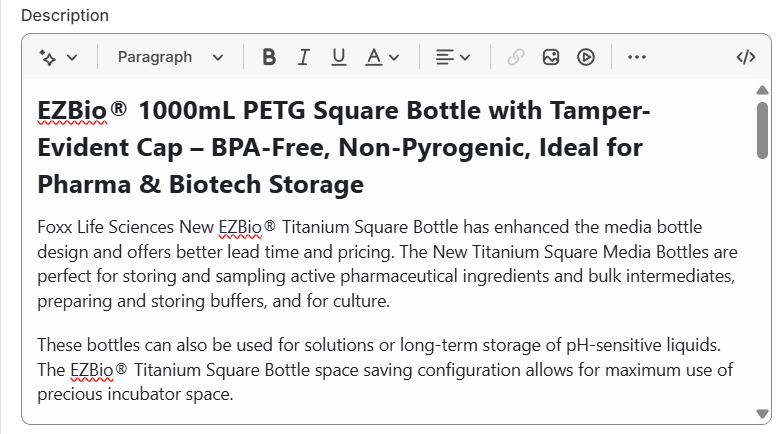 Description
Paragraph
B I U A
EZBio® 1000mL PETG Square Bottle with Tamper-
Evident Cap – BPA-Free, Non-Pyrogenic, Ideal for
Pharma & Biotech Storage
Foxx Life Sciences New EZBio® Titanium Square Bottle has enhanced the media bottle
design and offers better lead time and pricing. The New Titanium Square Media Bottles are
perfect for storing and sampling active pharmaceutical ingredients and bulk intermediates,
preparing and storing buffers, and for culture.
These bottles can also be used for solutions or long-term storage of pH-sensitive liquids.
The EZBio® Titanium Square Bottle space saving configuration allows for maximum use of
precious incubator space.